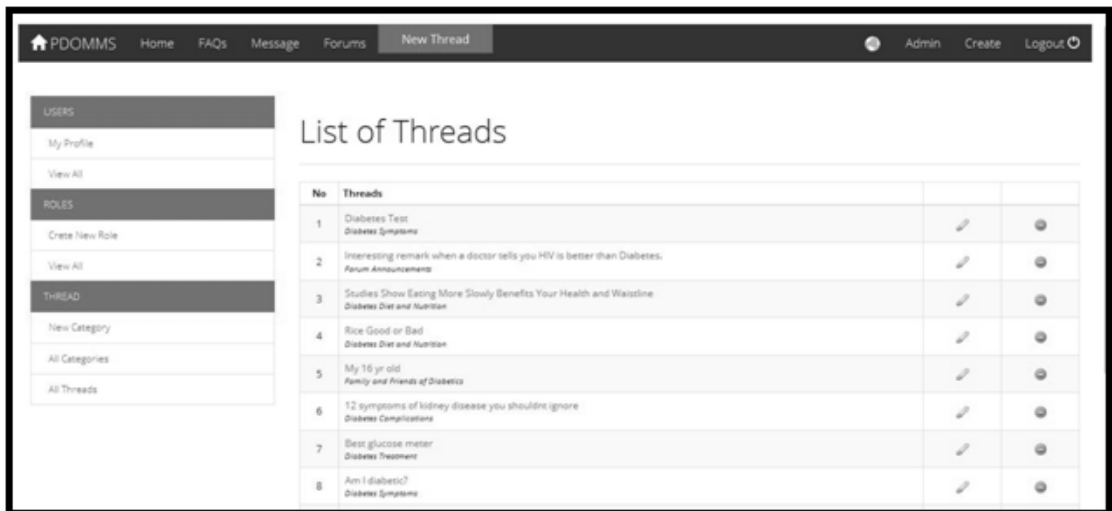 PDOMMS Home FAQs Message Forums New Thread Admin Create Logout
USERS
My Profile
View All
ROLES
Crete New Role
View All
THREAD
New Category
All Categories
All Threads
List of Threads
No Threads
1 Diabetes Test
Diabetes Symptoms
2 Interesting remark when a doctor tells you HIV is better than Diabetes.
Forum Announcements
3 Studies Show Eating More Slowly Benefits Your Health and Waistline
Diabetes Diet and Nutrition
4 Rice Good or Bad
Diabetes Diet and Nutrition
5 My 16 yr old
Family and Friends of Diabetics
6 12 symptoms of kidney disease you shouldnt ignore
Diabetes Complications
7 Best glucose meter
Diabetes Treatment
8 Am I diabetic?
Diabetes Symptoms